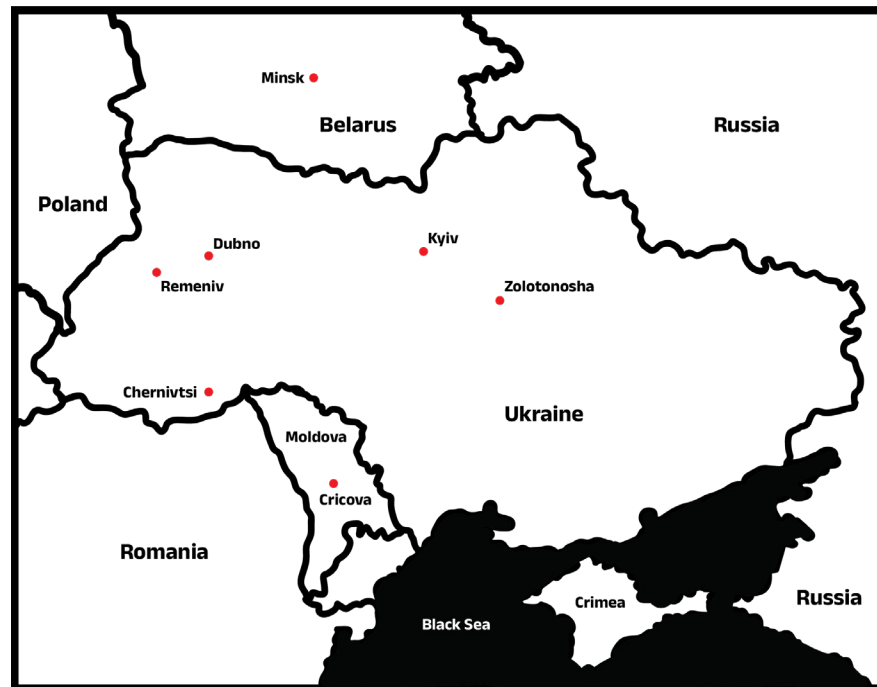 Minsk
Belarus
Russia
Poland
Dubno
Kyiv
Remeniv
Zolotonosha
Chernivtsi
Ukraine
Moldova
Cricova
Romania
Crimea
Russia
Black Sea